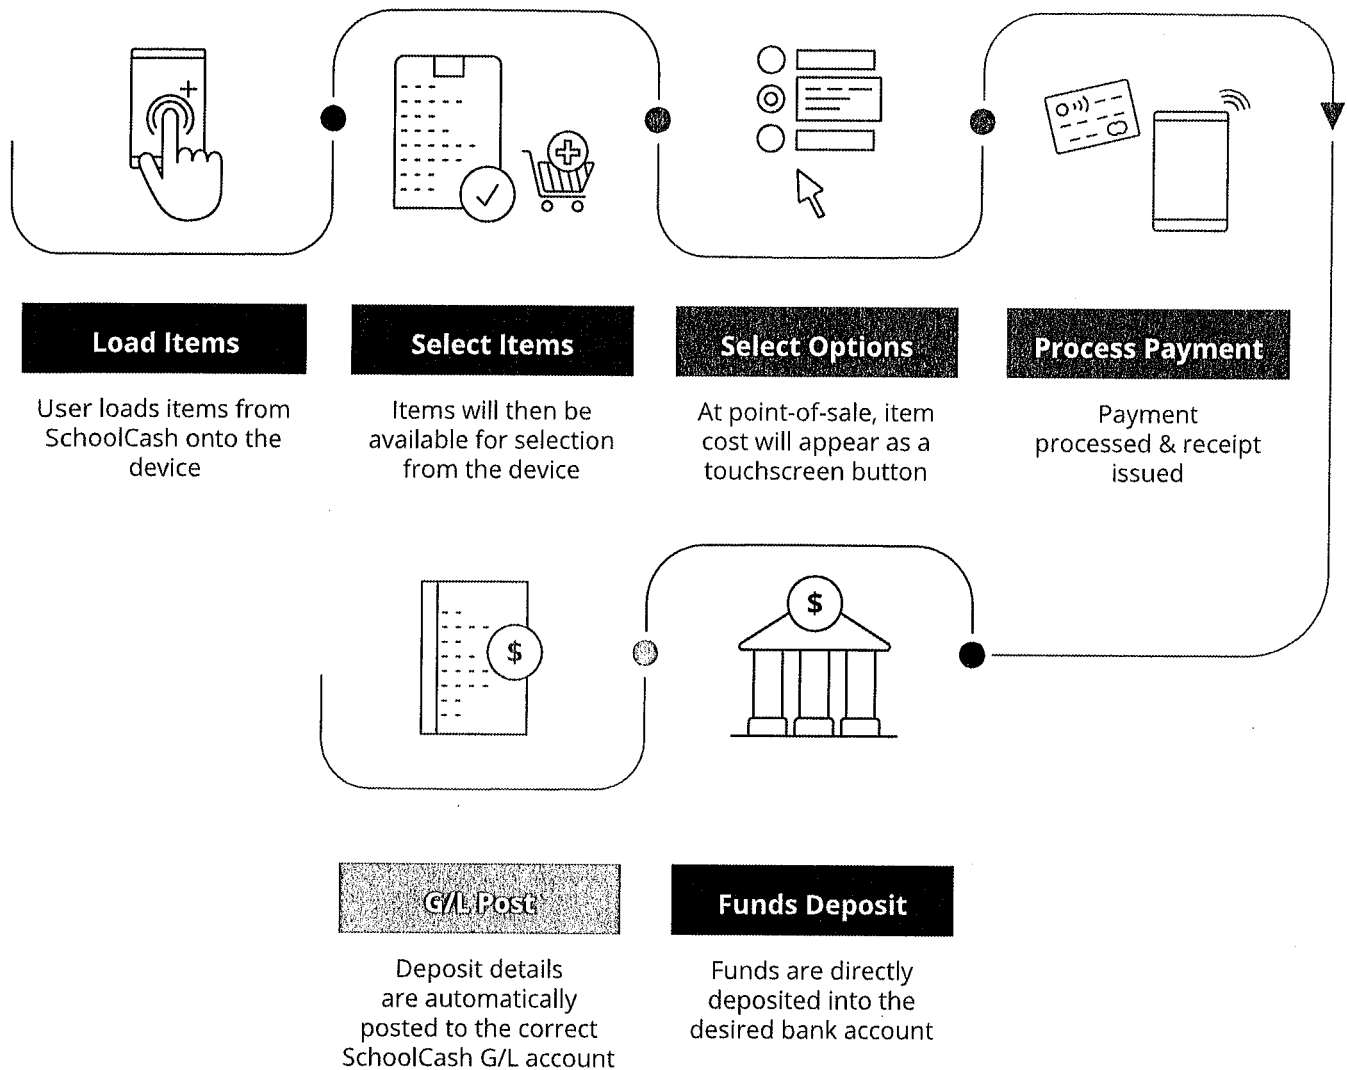 Load Items
User loads items from
SchoolCash onto the
device
Select Items
Items will then be
available for selection
from the device
Select Options
At point-of-sale, item
cost will appear as a
touchscreen button
Process Payment
Payment
processed & receipt
issued
$
$
G/L Post
Deposit details
are automatically
posted to the correct
SchoolCash G/L account
Funds Deposit
Funds are directly
deposited into the
desired bank account